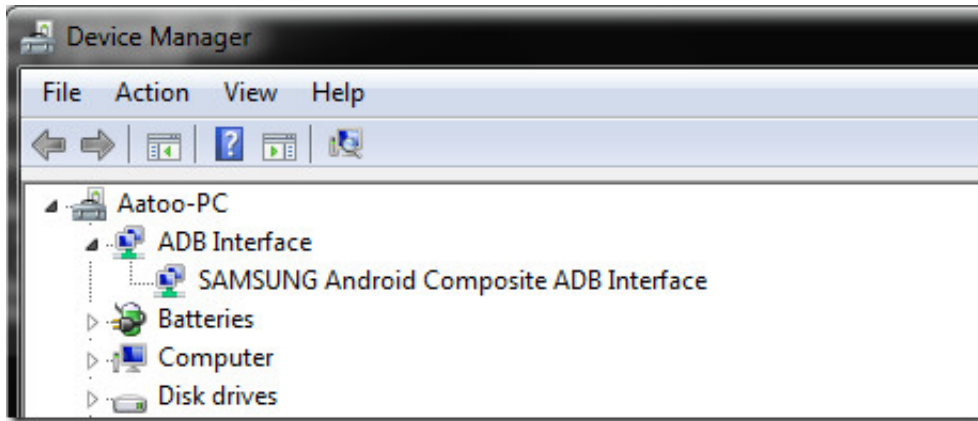 Device Manager
File Action View Help
Aatoo-PC
ADB Interface
SAMSUNG Android Composite ADB Interface
Batteries
Computer
Disk drives